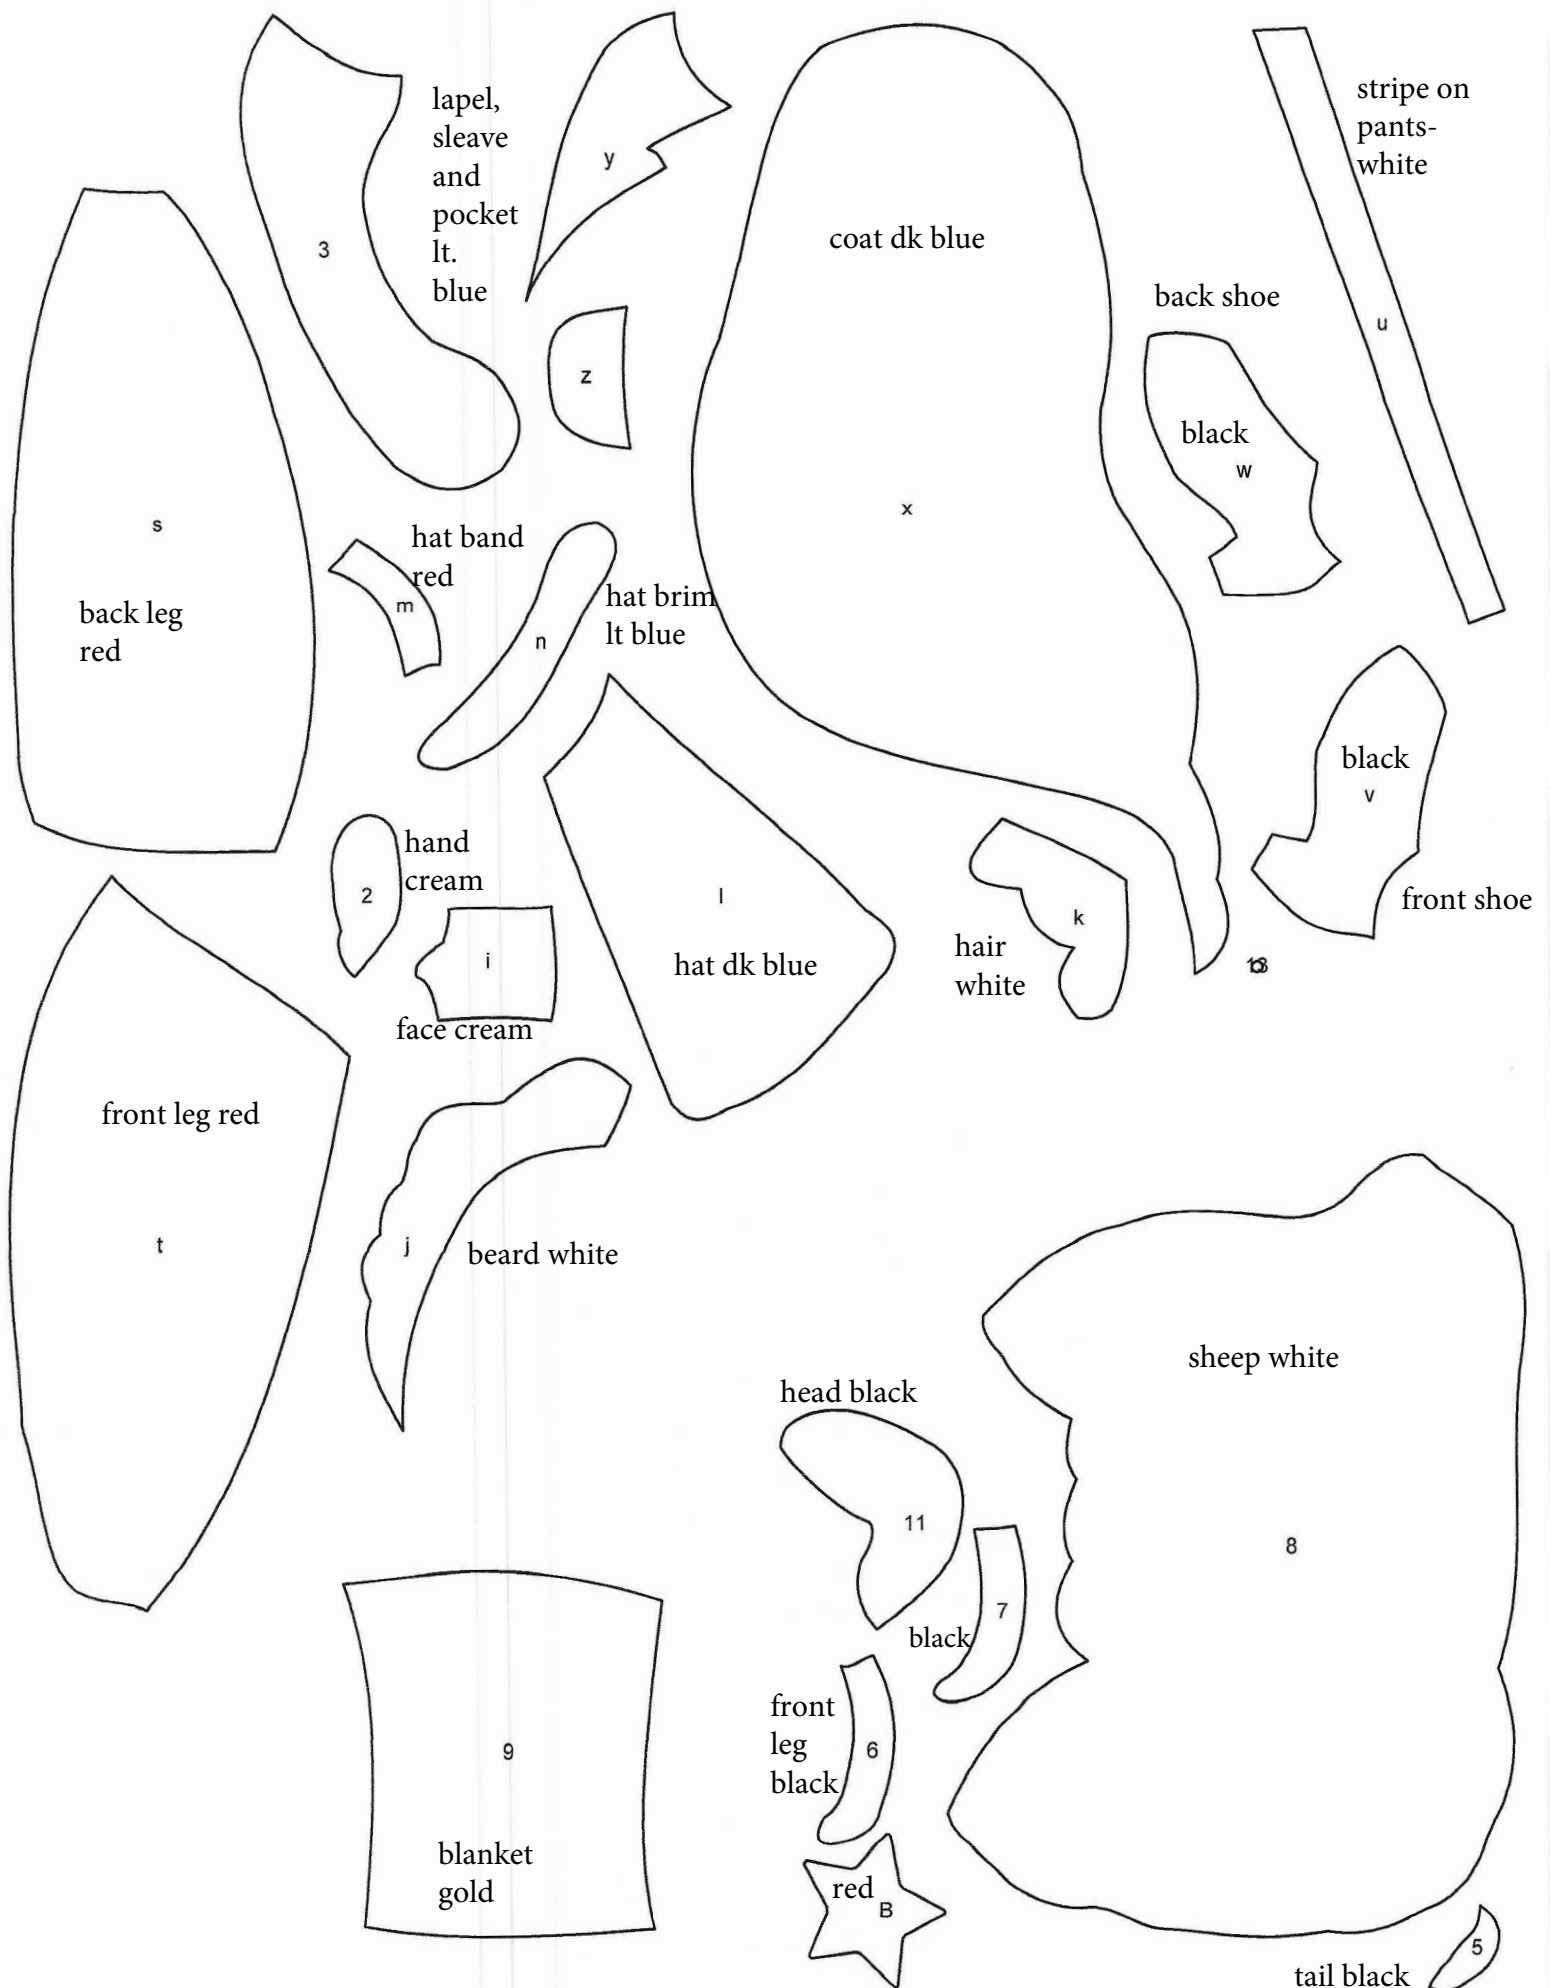 lapel,
sleave
and
pocket
lt.
blue
3
y
z
coat dk blue
x
stripe on
pants-
white
u
back shoe
black
w
s
back leg
red
hat band
red
m
n
hat brim
lt blue
black
v
front shoe
hand
cream
2
i
face cream
l
hat dk blue
k
hair
white
front leg red
t
j
beard white
sheep white
8
head black
11
7
black
front
leg
black
6
9
blanket
gold
red
B
5
tail black